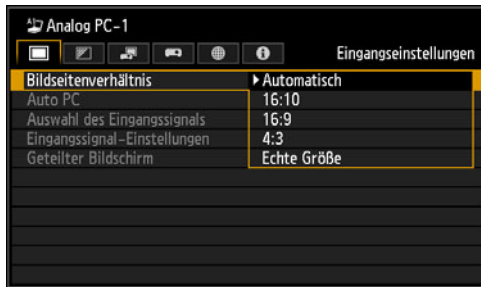 Analog PC-1
Eingangseinstellungen
Bildseitenverhältnis
Automatisch
Auto PC
16:10
Auswahl des Eingangssignals
16:9
Eingangssignal-Einstellungen
4:3
Geteilter Bildschirm
Echte Größe